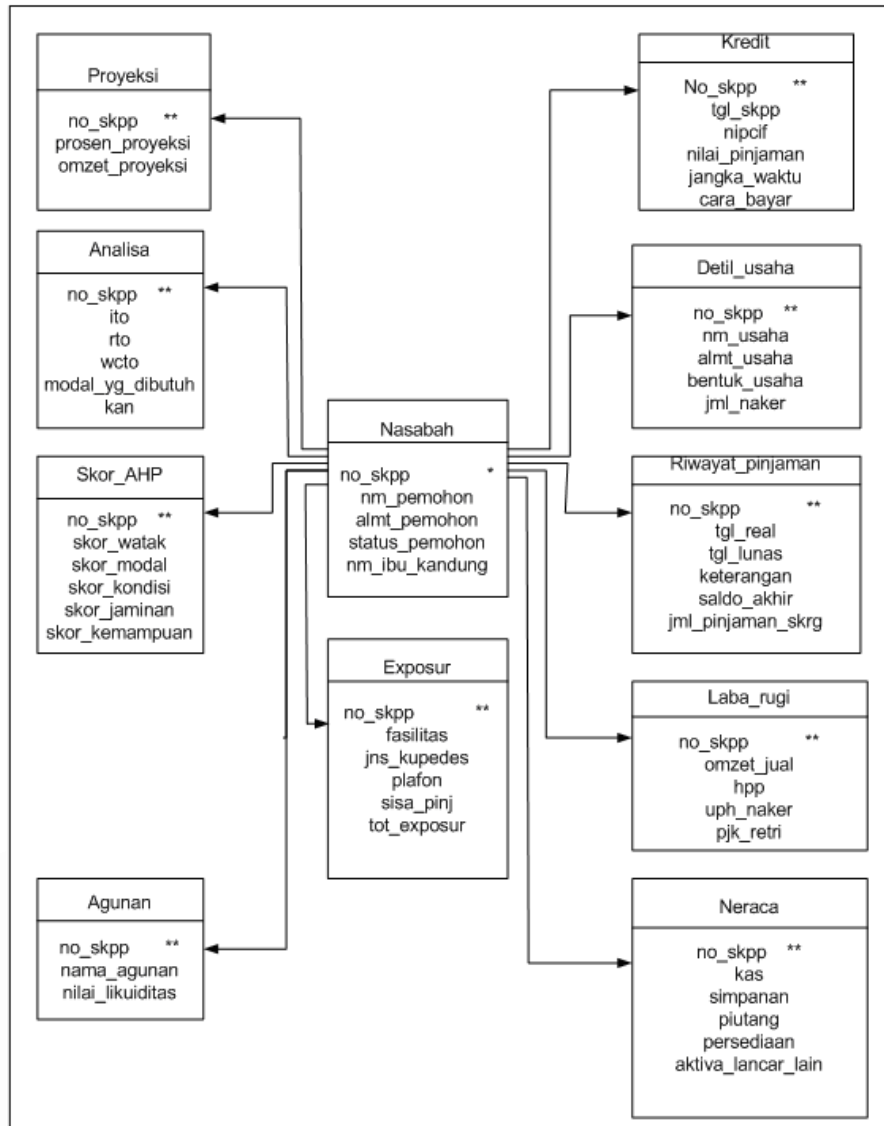 Proyeksi
no_skpp **
prosen_proyeksi
omzet_proyeksi
Analisa
no_skpp **
ito
rto
wcto
modal_yg_dibutuh
kan
Skor_AHP
no_skpp **
skor_watak
skor_modal
skor_kondisi
skor_jaminan
skor_kemampuan
Agunan
no_skpp **
nama_agunan
nilai_likuiditas
Nasabah
no_skpp *
nm_pemohon
almt_pemohon
status_pemohon
nm_ibu_kandung
Exposur
no_skpp **
fasilitas
jns_kupedes
plafon
sisa_pinj
tot_exposur
Kredit
No_skpp **
tgl_skpp
nipcif
nilai_pinjaman
jangka_waktu
cara_bayar
Detil_usaha
no_skpp **
nm_usaha
almt_usaha
bentuk_usaha
jml_naker
Riwayat_pinjaman
no_skpp **
tgl_real
tgl_lunas
keterangan
saldo_akhir
jml_pinjaman_skrg
Laba_rugi
no_skpp **
omzet_jual
hpp
uph_naker
pjk_retri
Neraca
no_skpp **
kas
simpanan
piutang
persediaan
aktiva_lancar_lain